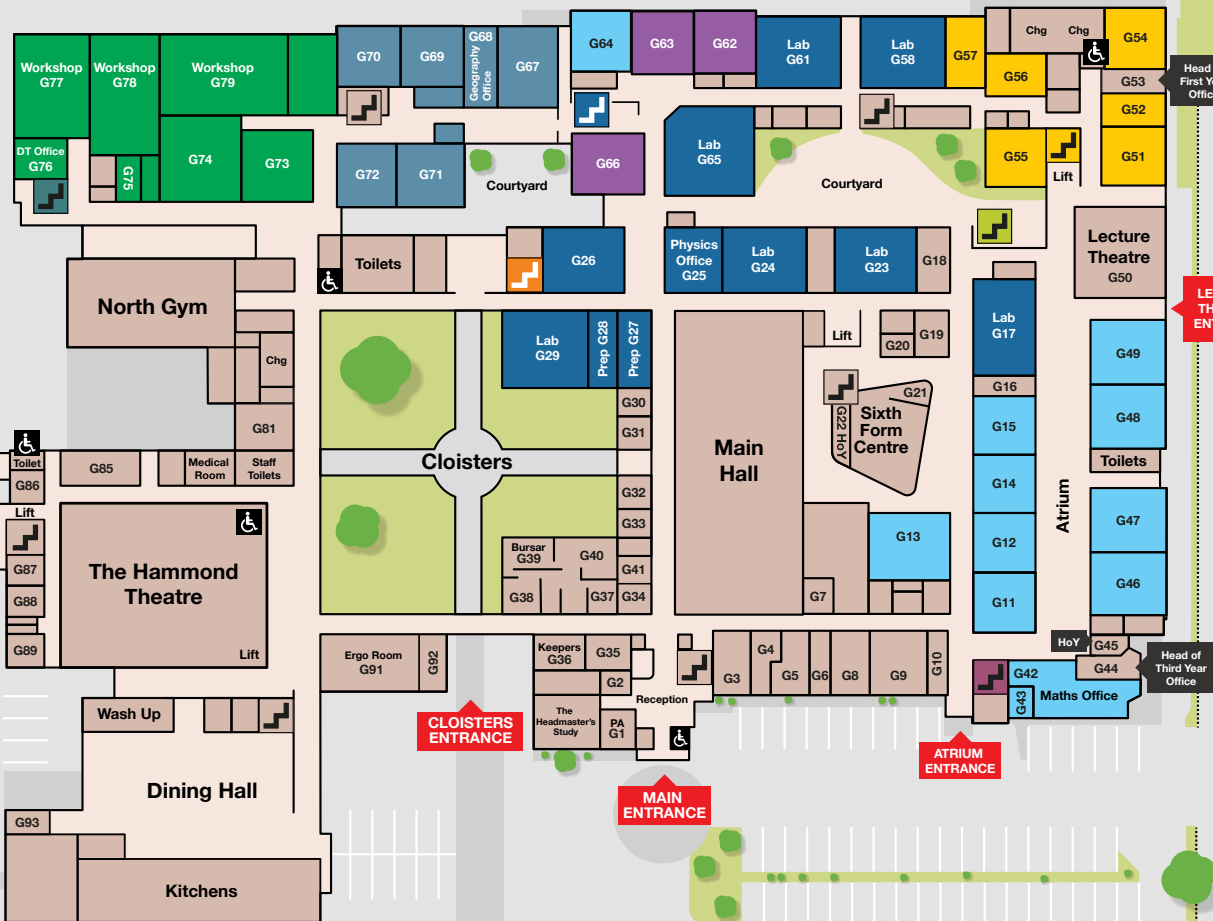 Workshop
G77
Workshop
G78
Workshop
G79
G70
G69
G68
Geography
Office
G67
G64
G63
G62
Lab
G61
Lab
G58
G57
Chg
Chg
G54
G56
G53
Head
First Ye
Offic
G52
G51
DT Office
G76
G75
G74
G73
G72
G71
Courtyard
G66
Lab
G65
Courtyard
G55
Lift
Toilets
G26
Physics
Office
G25
Lab
G24
Lab
G23
G18
Lecture
Theatre
G50
North Gym
LE
TH
ENT
Chg
G81
Lab
G29
Prep G28
Prep G27
G30
G31
Lift
G20
G19
Lab
G17
G16
G49
G21
G22 HoY
Sixth
Form
Centre
G15
G48
Toilet
G86
G85
Medical
Room
Staff
Toilets
Cloisters
Main
Hall
Toilets
G14
G32
G33
Lift
G87
G88
G89
The Hammond
Theatre
Lift
Bursar
G39
G40
G41
G38
G37
G34
G13
G7
G12
G11
Atrium
G47
G46
Ergo Room
G91
G92
Keepers
G36
G35
G2
The
Headmaster's
Study
PA
G1
Reception
G3
G4
G5
G6
G8
G9
G10
HoY
G45
G44
Head of
Third Year
Office
G42
G43
Maths Office
Wash Up
CLOISTERS
ENTRANCE
ATRIUM
ENTRANCE
MAIN
ENTRANCE
Dining Hall
G93
Kitchens